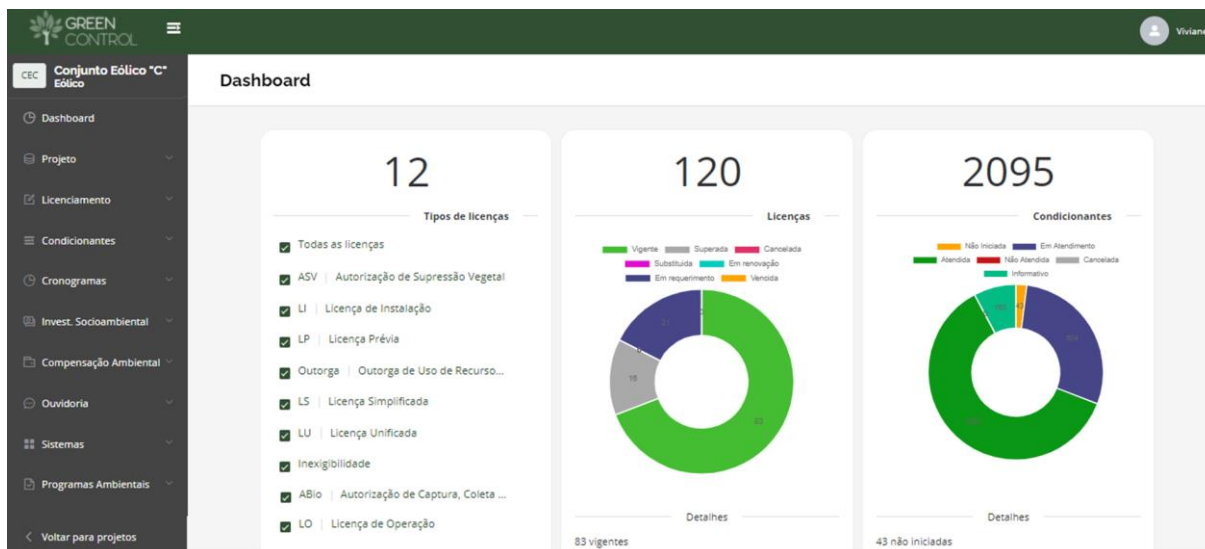 GREEN
CONTROL
Viviane
CEC
Conjunto Eólico "C"
Eólico
Dashboard
Projeto
Licenciamento
Condicionantes
Cronogramas
Invest. Socioambiental
Compensação Ambiental
Ouvidoria
Sistemas
Programas Ambientais
Voltar para projetos
Dashboard
12
Tipos de licenças
Todas as licenças
ASV | Autorização de Supressão Vegetal
LI | Licença de Instalação
LP | Licença Prévia
Outorga | Outorga de Uso de Recurso...
LS | Licença Simplificada
LU | Licença Unificada
Inexigibilidade
ABio | Autorização de Captura, Coleta ...
LO | Licença de Operação
120
Licenças
Vigente Superada Cancelada
Substituida Em renovação
Em requerimento Vencida
21
83
Detalhes
83 vigentes
2095
Condicionantes
Não Iniciada Em Atendimento
Atendida Não Atendida Cancelada
Informativo
43
Detalhes
43 não iniciadas